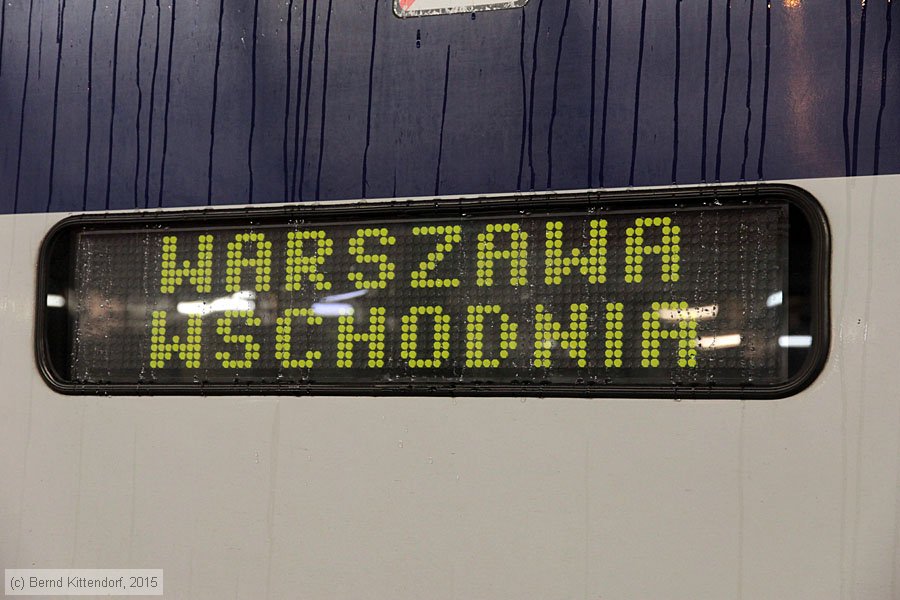 WARSZAWA
WSCHODNIA
(c) Bernd Kittendorf, 2015